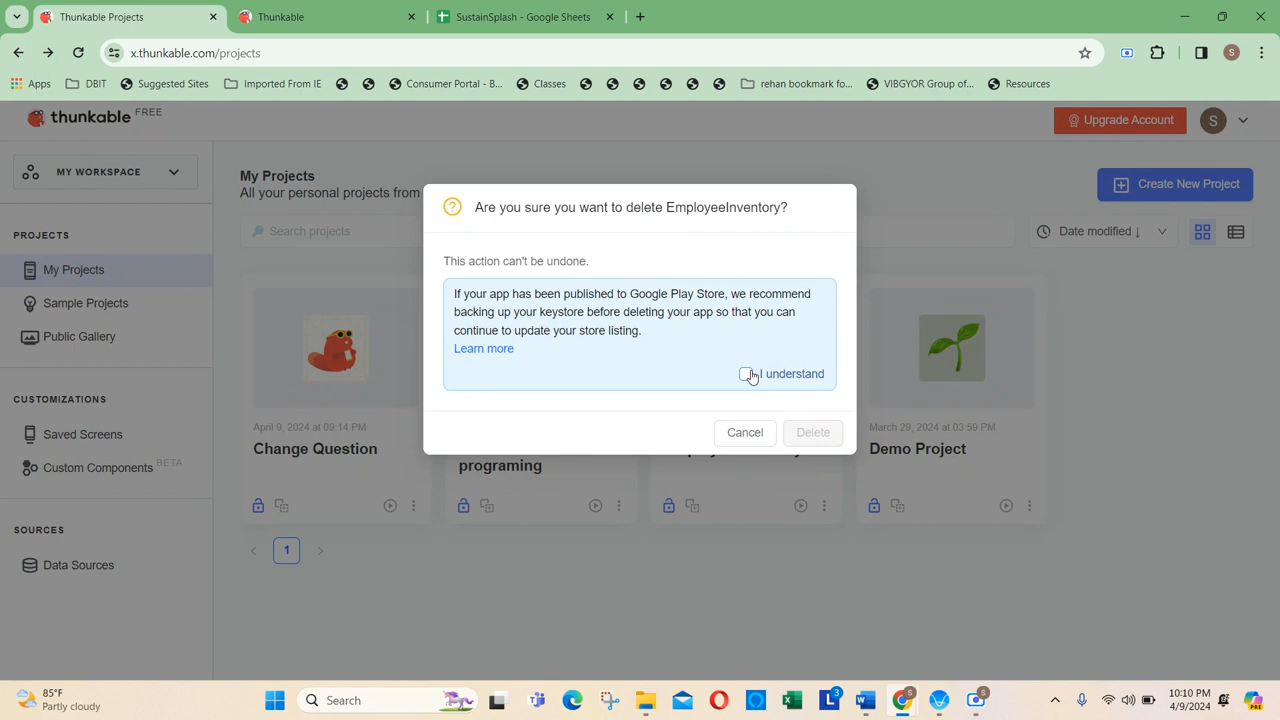 Thunkable Projects
Thunkable
SustainSplash - Google Sheets
x.thunkable.com/projects
S
Apps
DBIT
Suggested Sites
Imported From IE
Consumer Portal - B...
Classes
rehan bookmark fo...
VIBGYOR Group of...
Resources
thunkable FREE
Upgrade Account
S
MY WORKSPACE
My Projects
All your personal projects from
Create New Project
Search projects
Date modified ↓
PROJECTS
My Projects
Sample Projects
Public Gallery
CUSTOMIZATIONS
Saved Screens
Custom Components BETA
SOURCES
Data Sources
Are you sure you want to delete EmployeeInventory?
This action can't be undone.
If your app has been published to Google Play Store, we recommend
backing up your keystore before deleting your app so that you can
continue to update your store listing.
Learn more
I understand
Cancel
Delete
April 9, 2024 at 09:14 PM
Change Question
programing
March 29, 2024 at 03:59 PM
Demo Project
1
85°F
Partly cloudy
Search
3
10:10 PM
4/9/2024